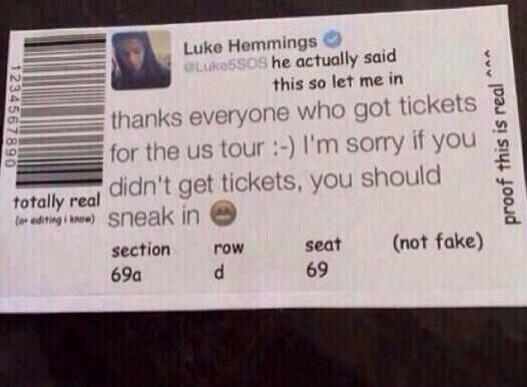 1234567890
Luke Hemmings
@Luke5SOS he actually said
this so let me in
thanks everyone who got tickets
for the us tour :-) I'm sorry if you
didn't get tickets, you should
sneak in
totally real
(or editing i know)
proof this is real ^^^
section row seat (not fake)
69a d 69